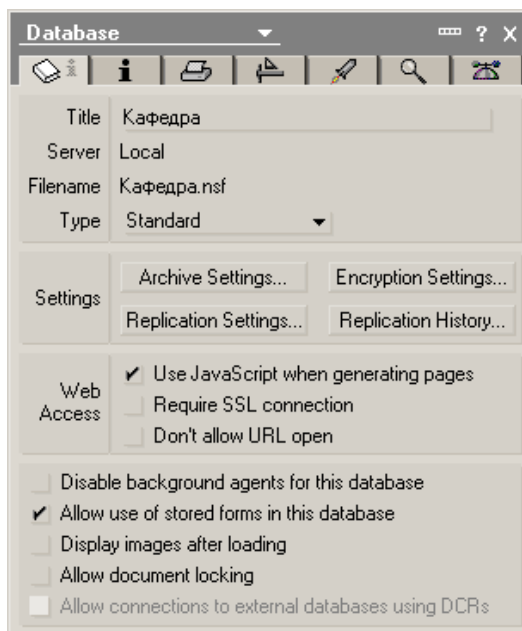 Database ? X
i
Title Кафедра
Server Local
Filename Кафедра.nsf
Type Standard
Settings
Archive Settings... Encryption Settings...
Replication Settings... Replication History...
Web Access
Use JavaScript when generating pages
Require SSL connection
Don't allow URL open
Disable background agents for this database
Allow use of stored forms in this database
Display images after loading
Allow document locking
Allow connections to external databases using DCRs